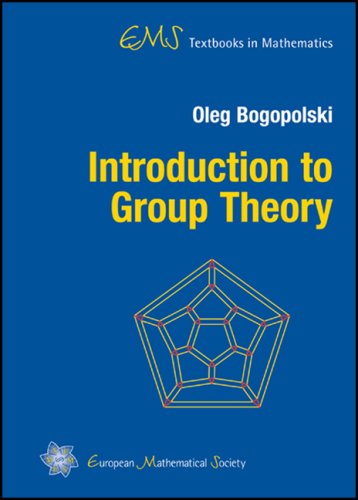 EMS Textbooks in Mathematics
Oleg Bogopolski
Introduction to
Group Theory
European Mathematical Society